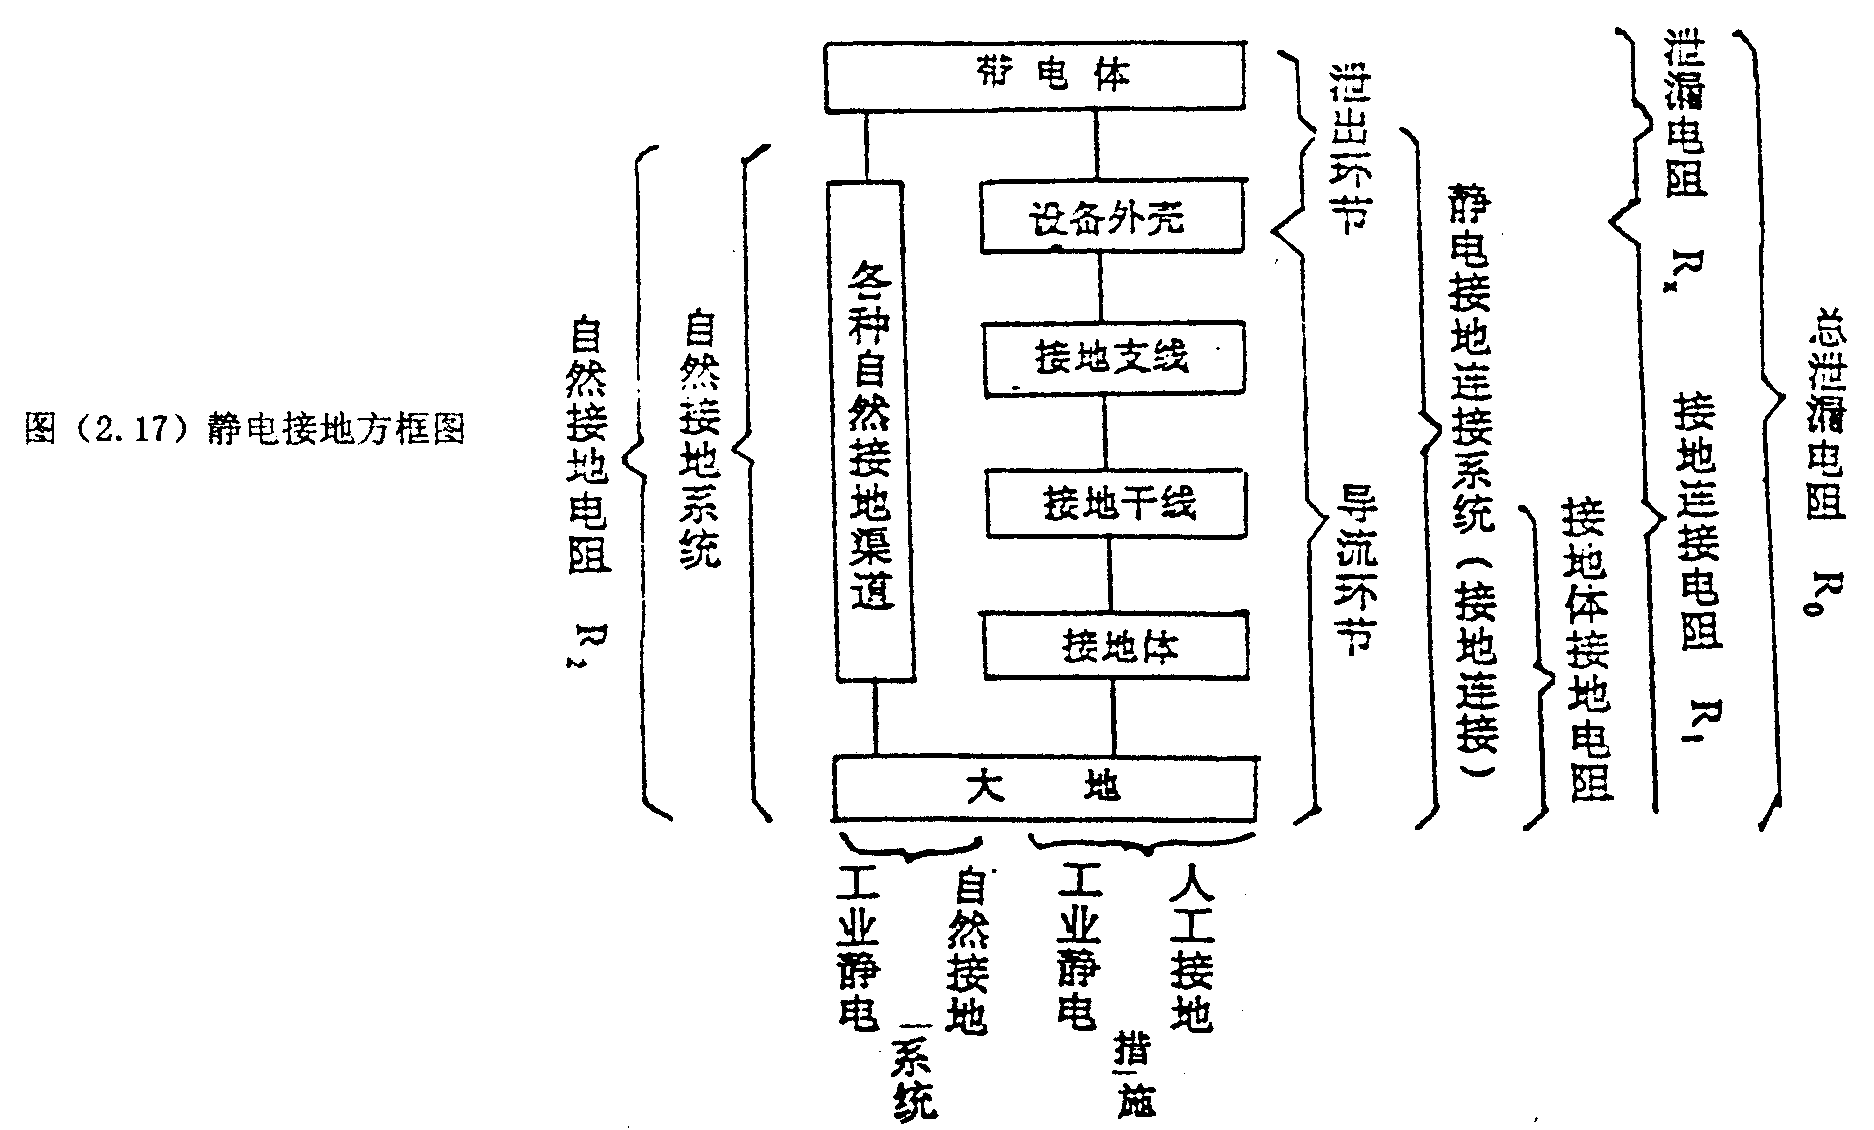 图（2.17）静电接地方框图
自然接地电阻 R₂
自然接地系统
带电体
各种自然接地渠道
设备外壳
接地支线
接地干线
接地体
大地
泄出环节
导流环节
静电接地连接系统（接地连接）
接地体接地电阻
泄漏电阻 Rₓ
接地连接电阻 R₁
总泄漏电阻 R₀
工业静电
自然接地
系统
工业静电
人工接地
措施